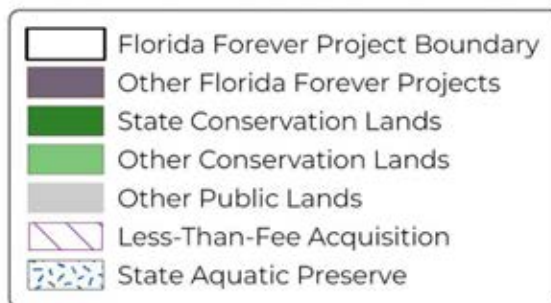 Florida Forever Project Boundary
Other Florida Forever Projects
State Conservation Lands
Other Conservation Lands
Other Public Lands
Less-Than-Fee Acquisition
State Aquatic Preserve